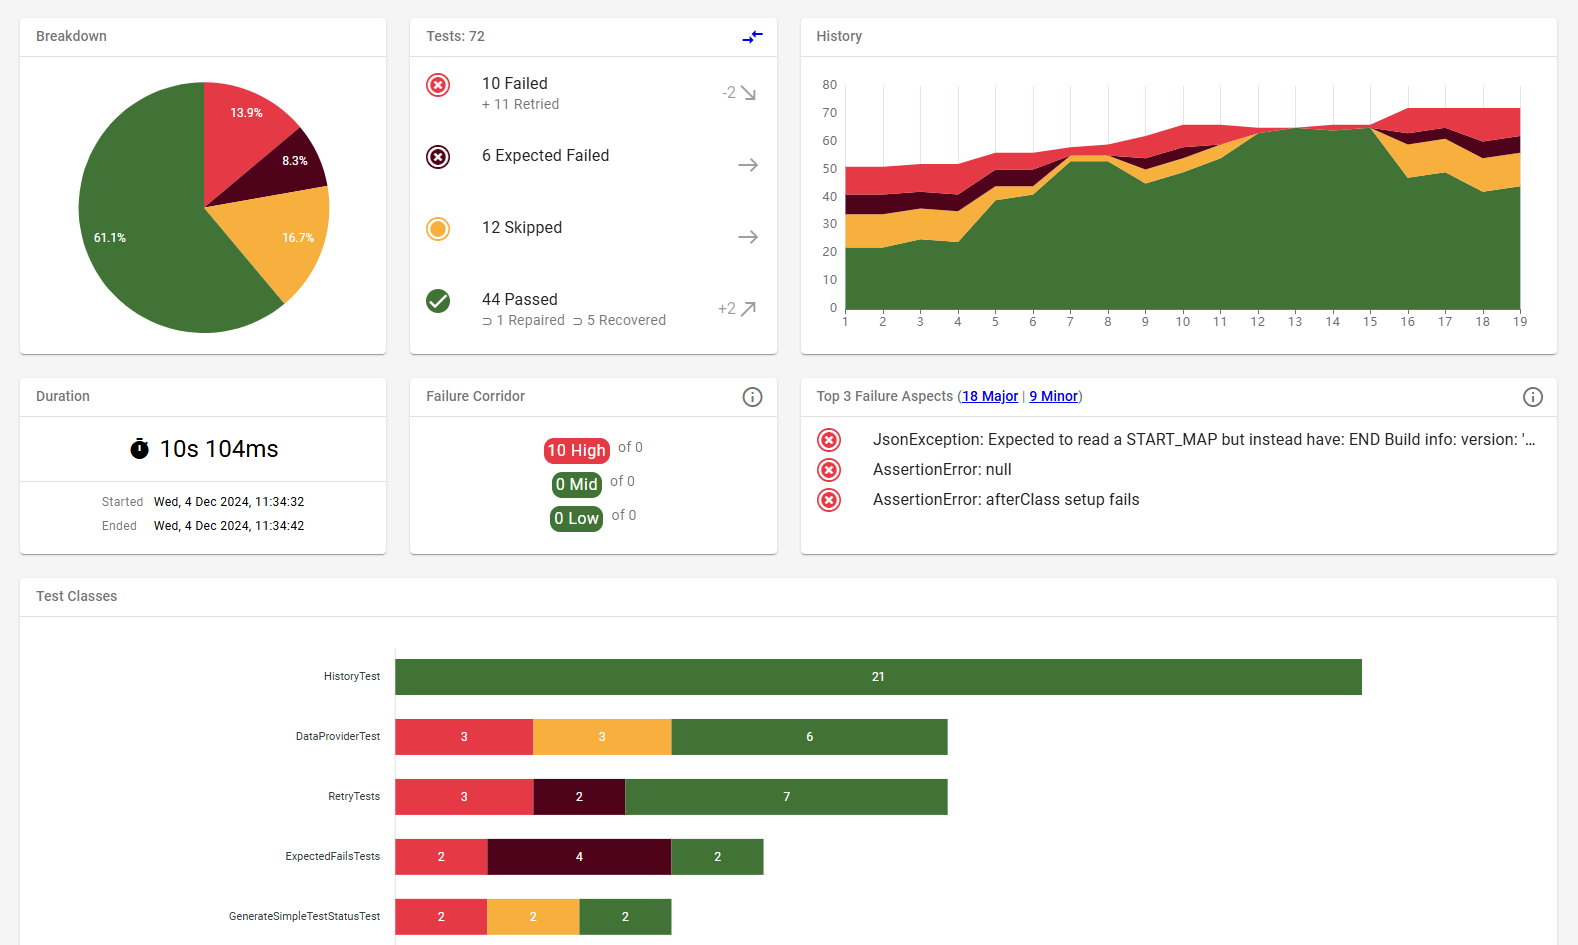 Breakdown
13.9%
8.3%
16.7%
61.1%
Tests: 72
10 Failed
+ 11 Retried
-2
6 Expected Failed
12 Skipped
44 Passed
⊃ 1 Repaired ⊃ 5 Recovered
+2
History
80
70
60
50
40
30
20
10
0
1 2 3 4 5 6 7 8 9 10 11 12 13 14 15 16 17 18 19
Duration
10s 104ms
Started Wed, 4 Dec 2024, 11:34:32
Ended Wed, 4 Dec 2024, 11:34:42
Failure Corridor
10 High of 0
0 Mid of 0
0 Low of 0
Top 3 Failure Aspects (18 Major | 9 Minor)
JsonException: Expected to read a START_MAP but instead have: END Build info: version: '...
AssertionError: null
AssertionError: afterClass setup fails
Test Classes
HistoryTest 21
DataProviderTest 3 3 6
RetryTests 3 2 7
ExpectedFailsTests 2 4 2
GenerateSimpleTestStatusTest 2 2 2